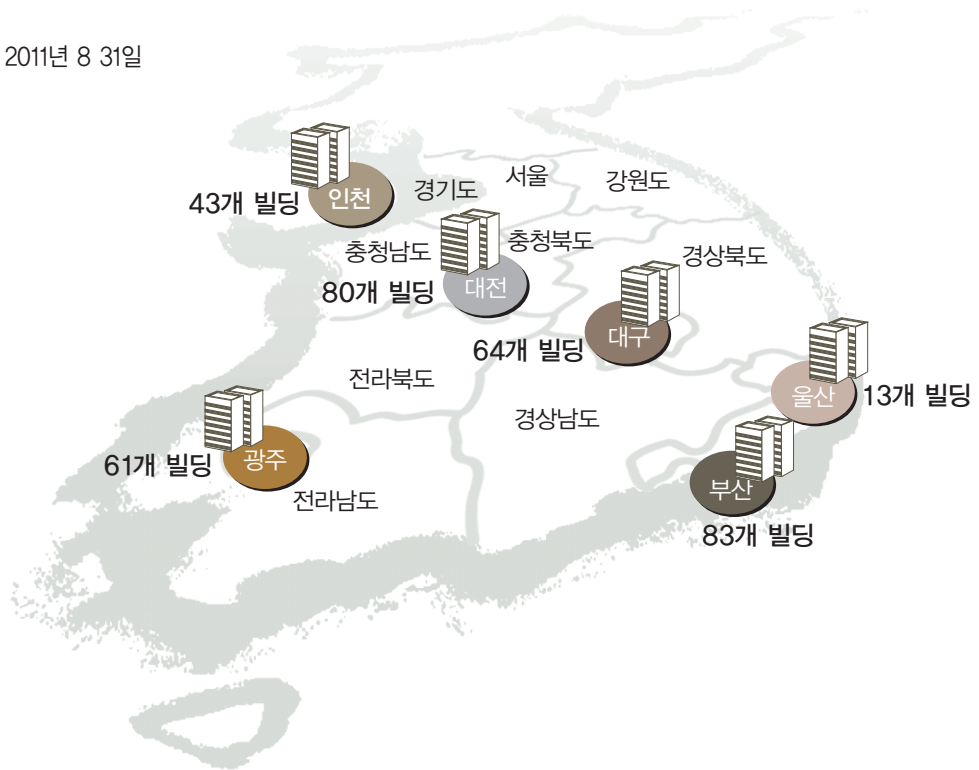 2011년 8 31일
서울
강원도
경기도
인천
43개 빌딩
충청북도
충청남도
경상북도
대전
80개 빌딩
대구
64개 빌딩
전라북도
울산
13개 빌딩
경상남도
광주
61개 빌딩
부산
전라남도
83개 빌딩